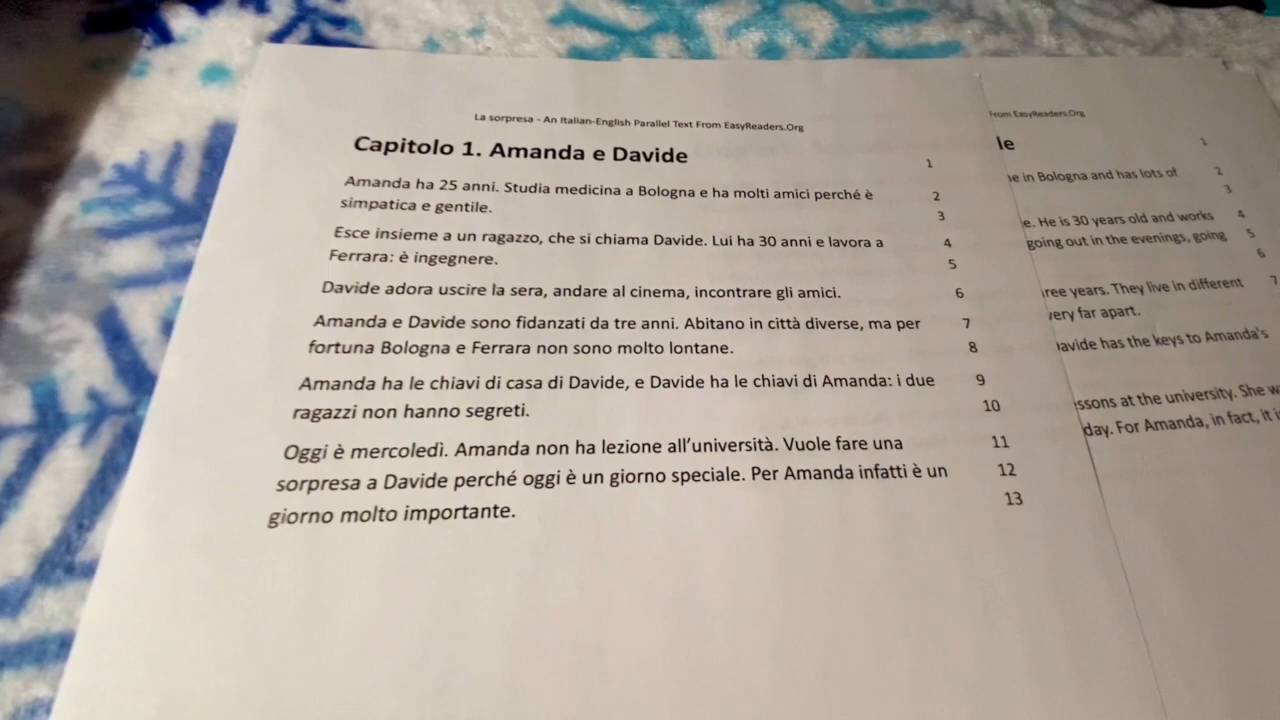 La sorpresa - An Italian-English Parallel Text From EasyReaders.Org
Capitolo 1. Amanda e Davide 1
Amanda ha 25 anni. Studia medicina a Bologna e ha molti amici perché è 2
simpatica e gentile. 3
Esce insieme a un ragazzo, che si chiama Davide. Lui ha 30 anni e lavora a 4
Ferrara: è ingegnere. 5
Davide adora uscire la sera, andare al cinema, incontrare gli amici. 6
Amanda e Davide sono fidanzati da tre anni. Abitano in città diverse, ma per 7
fortuna Bologna e Ferrara non sono molto lontane. 8
Amanda ha le chiavi di casa di Davide, e Davide ha le chiavi di Amanda: i due 9
ragazzi non hanno segreti. 10
Oggi è mercoledì. Amanda non ha lezione all'università. Vuole fare una 11
sorpresa a Davide perché oggi è un giorno speciale. Per Amanda infatti è un 12
giorno molto importante. 13
From EasyReaders.Org
le 1
in Bologna and has lots of 2
3
e. He is 30 years old and works 4
going out in the evenings, going 5
6
ree years. They live in different 7
very far apart.
avide has the keys to Amanda's
ssons at the university. She w
day. For Amanda, in fact, it i